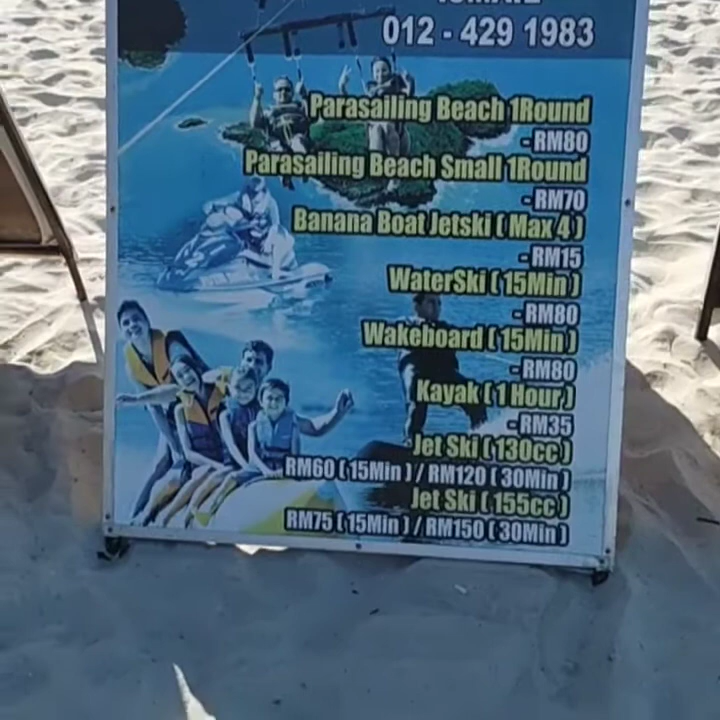 012 - 429 1983
Parasailing Beach 1Round
- RM80
Parasailing Beach Small 1Round
- RM70
Banana Boat Jetski ( Max 4 )
- RM15
WaterSki ( 15Min )
- RM80
Wakeboard ( 15Min )
- RM80
Kayak ( 1 Hour )
- RM35
Jet Ski ( 130cc )
RM60 ( 15Min ) / RM120 ( 30Min )
Jet Ski ( 155cc )
RM75 ( 15Min ) / RM150 ( 30Min )